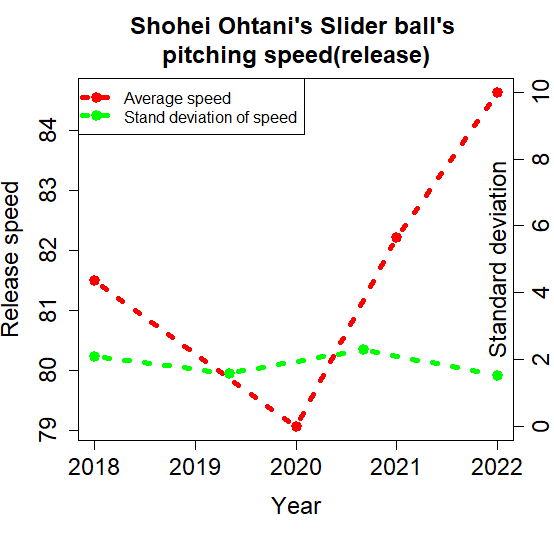 Shohei Ohtani's Slider ball's
pitching speed(release)
Average speed
Stand deviation of speed
Release speed
84
83
82
81
80
79
Standard deviation
10
8
6
4
2
0
2018 2019 2020 2021 2022
Year